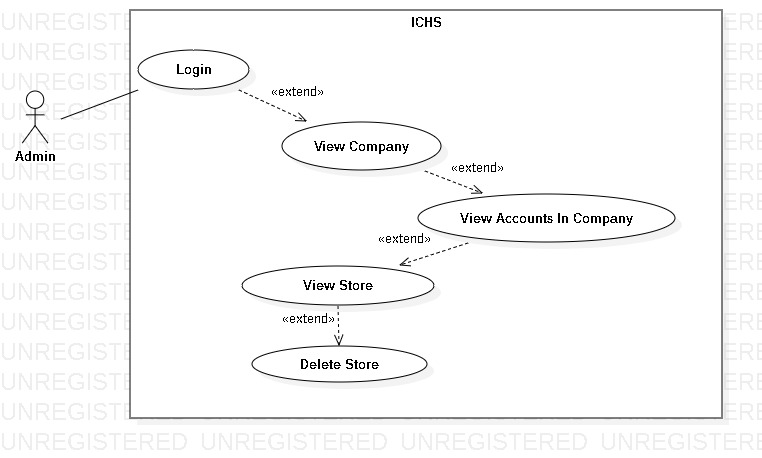 ICHS
Login
«extend»
Admin
View Company
«extend»
View Accounts In Company
«extend»
View Store
«extend»
Delete Store
UNREGISTERED UNREGISTERED UNREGISTERED UNREGISTERED